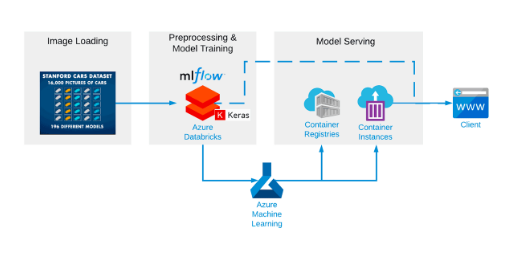 Image Loading
Preprocessing &
Model Training
Model Serving
STANFORD CARS DATASET
16,000 PICTURES OF CARS
196 DIFFERENT MODELS
mlflow
Keras
Azure
Databricks
Container
Registries
Container
Instances
WWW
Client
Azure
Machine
Learning